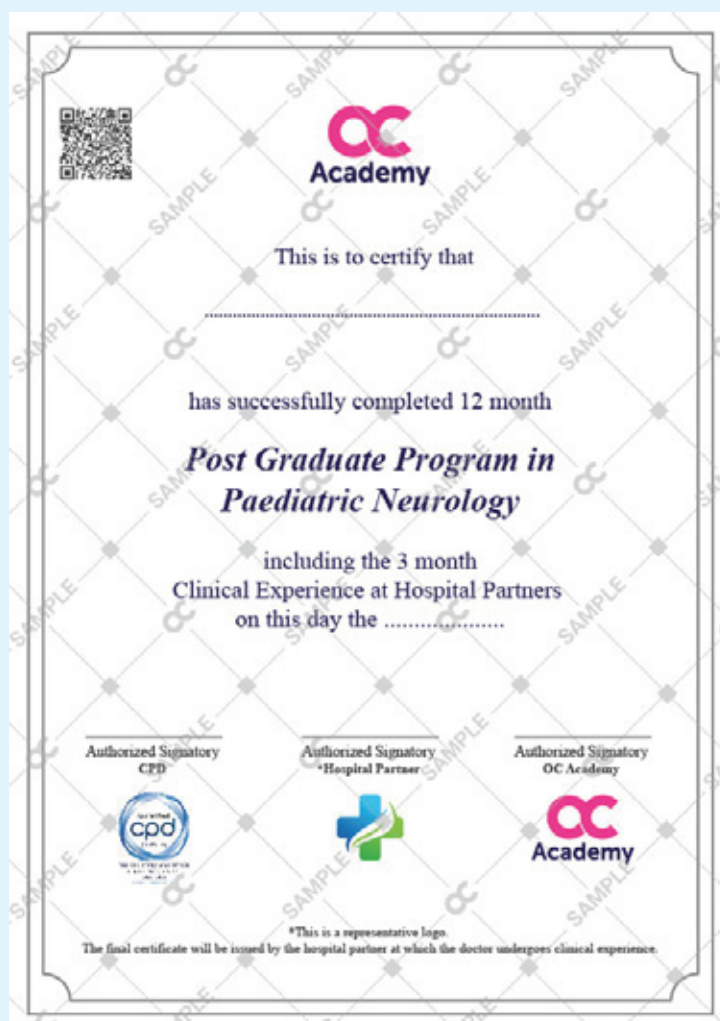 OC
Academy
This is to certify that
........................................................................
has successfully completed 12 month
Post Graduate Program in
Paediatric Neurology
including the 3 month
Clinical Experience at Hospital Partners
on this day the ....................
Authorized Signatory
CPD
Authorized Signatory
*Hospital Partner
Authorized Signatory
OC Academy
cpd
OC
Academy
*This is a representative logo.
The final certificate will be issued by the hospital partner at which the doctor undergoes clinical experience.
SAMPLE